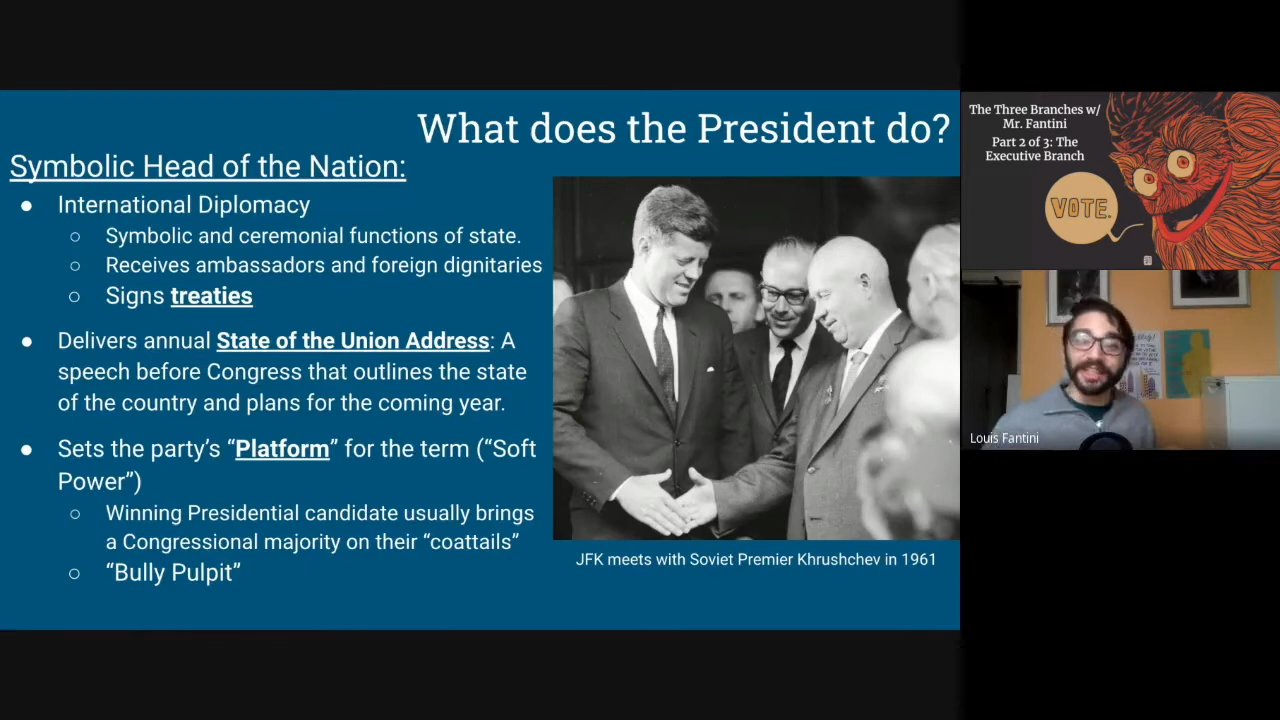 What does the President do?
Symbolic Head of the Nation:
● International Diplomacy
○ Symbolic and ceremonial functions of state.
○ Receives ambassadors and foreign dignitaries
○ Signs treaties
● Delivers annual State of the Union Address: A
speech before Congress that outlines the state
of the country and plans for the coming year.
● Sets the party's “Platform” for the term (“Soft
Power”)
○ Winning Presidential candidate usually brings
a Congressional majority on their “coattails”
○ “Bully Pulpit”
JFK meets with Soviet Premier Khrushchev in 1961
The Three Branches w/
Mr. Fantini
Part 2 of 3: The
Executive Branch
VOTE.
Louis Fantini